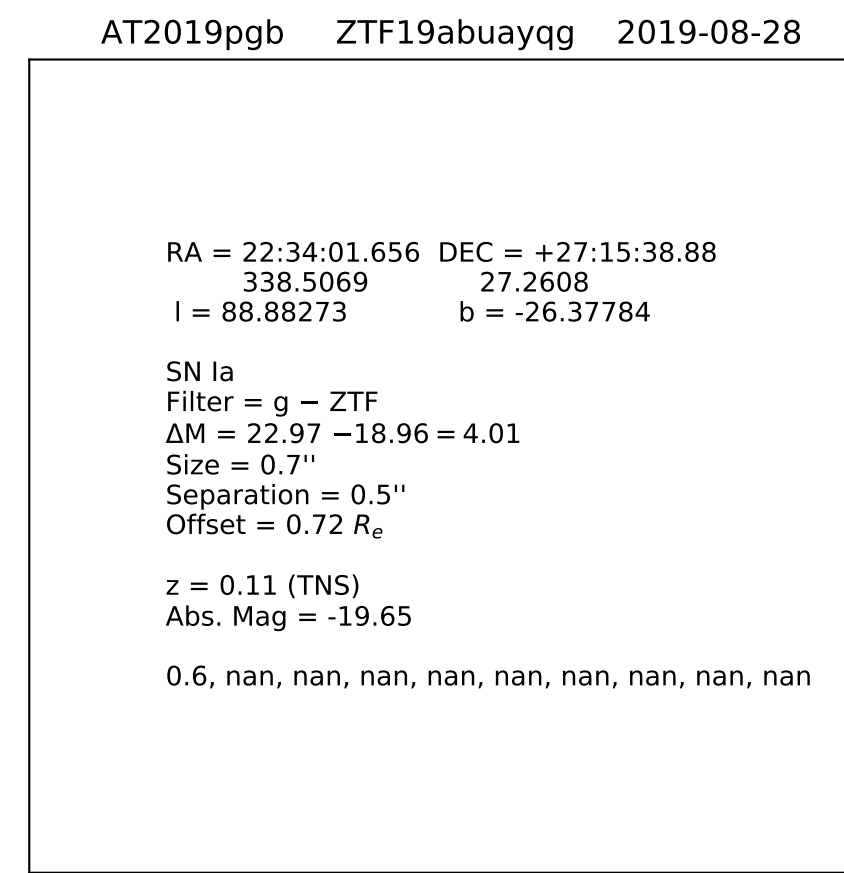 AT2019pgb ZTF19abuayqg 2019-08-28
RA = 22:34:01.656 DEC = +27:15:38.88
338.5069 27.2608
l = 88.88273 b = -26.37784
SN Ia
Filter = g − ZTF
ΔM = 22.97 −18.96 = 4.01
Size = 0.7''
Separation = 0.5''
Offset = 0.72 Re
z = 0.11 (TNS)
Abs. Mag = -19.65
0.6, nan, nan, nan, nan, nan, nan, nan, nan, nan